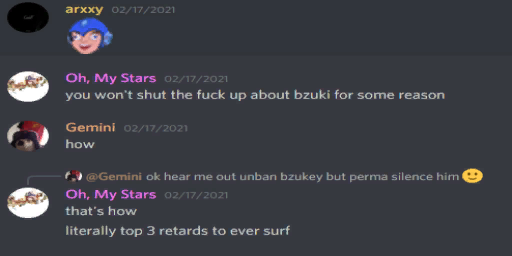 arxxy 02/17/2021
Oh, My Stars 02/17/2021
you won't shut the fuck up about bzuki for some reason
Gemini 02/17/2021
how
@Gemini ok hear me out unban bzukey but perma silence him
Oh, My Stars 02/17/2021
that's how
literally top 3 retards to ever surf